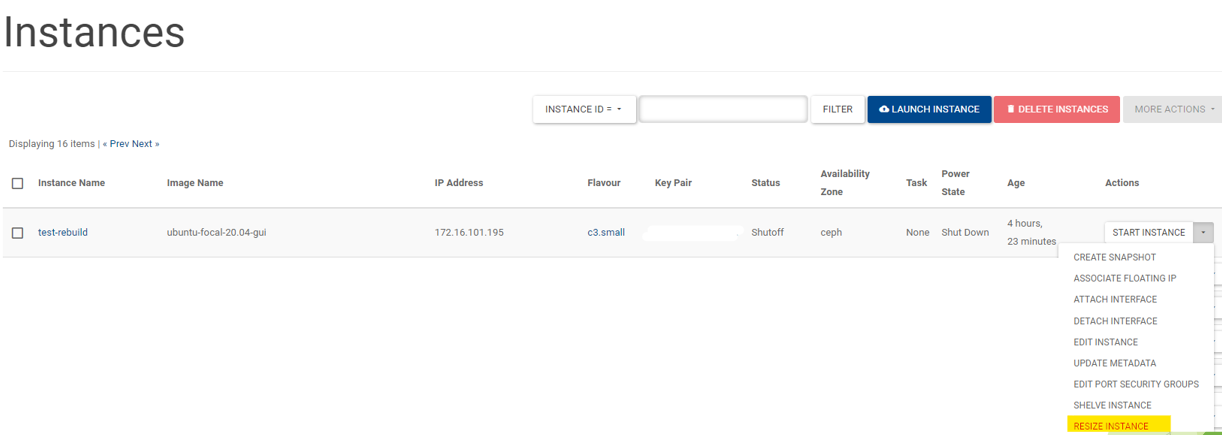 Instances
INSTANCE ID =
FILTER
LAUNCH INSTANCE
DELETE INSTANCES
MORE ACTIONS
Displaying 16 items | « Prev Next »
Instance Name Image Name IP Address Flavour Key Pair Status Availability Zone Task Power State Age Actions
test-rebuild ubuntu-focal-20.04-gui 172.16.101.195 c3.small Shutoff ceph None Shut Down 4 hours, 23 minutes START INSTANCE
CREATE SNAPSHOT
ASSOCIATE FLOATING IP
ATTACH INTERFACE
DETACH INTERFACE
EDIT INSTANCE
UPDATE METADATA
EDIT PORT SECURITY GROUPS
SHELVE INSTANCE
RESIZE INSTANCE